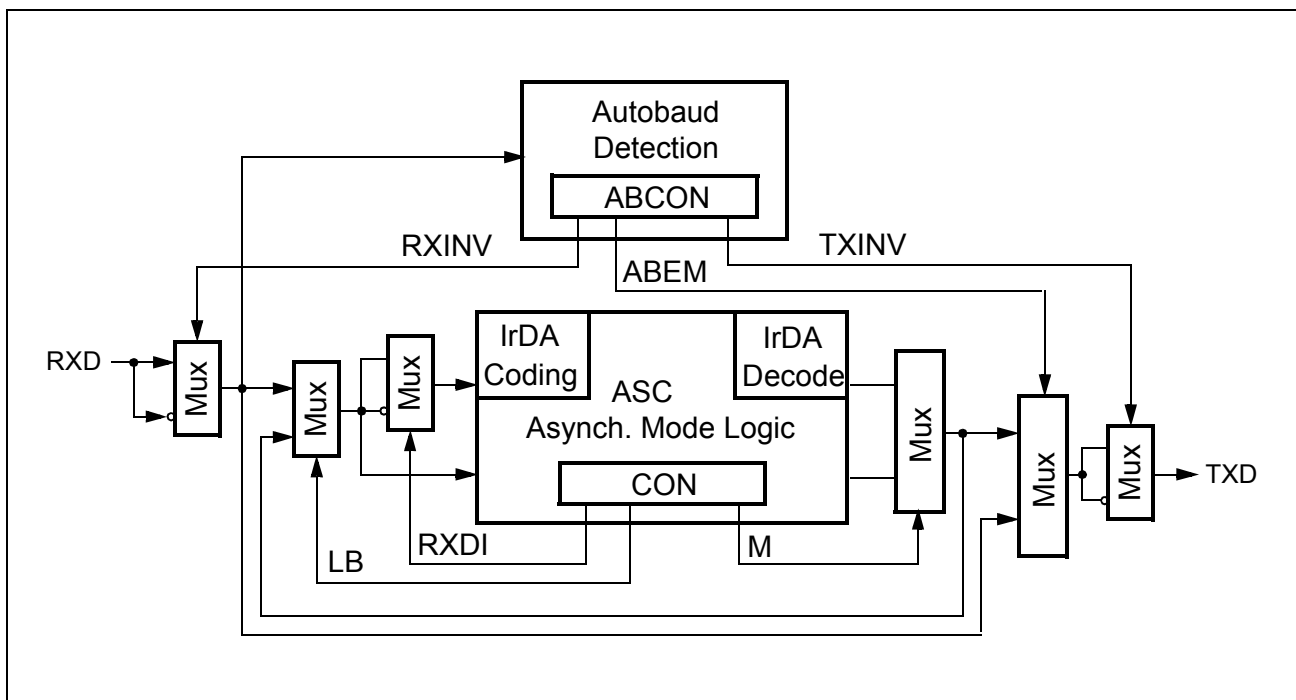 Autobaud
Detection
ABCON
RXINV
TXINV
ABEM
IrDA
Coding
IrDA
Decode
RXD
Mux
Mux
Mux
ASC
Asynch. Mode Logic
Mux
Mux
Mux
TXD
CON
RXDI
M
LB